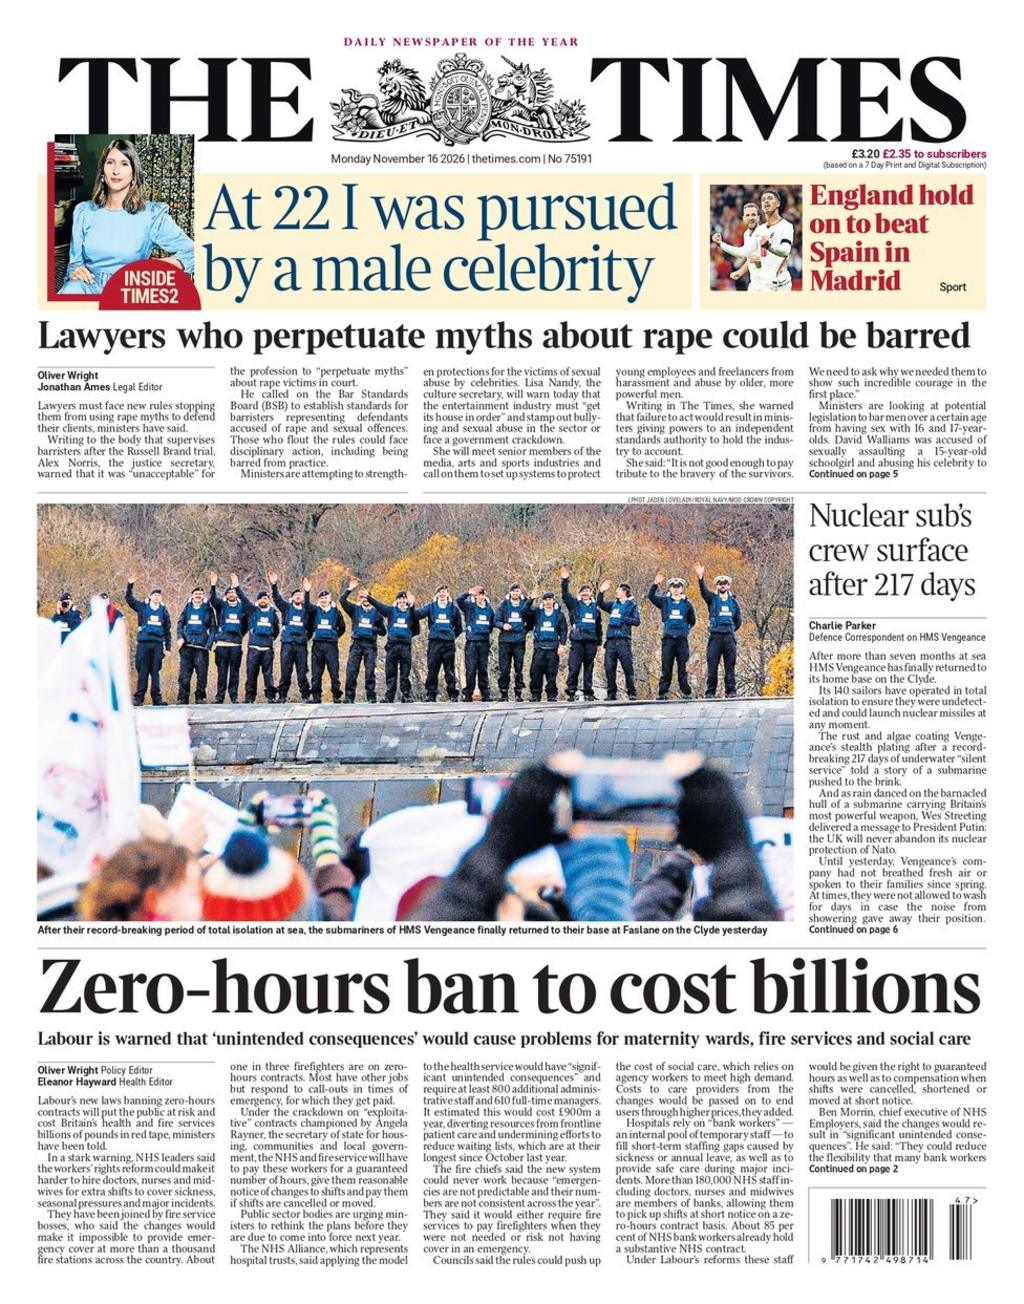 DAILY NEWSPAPER OF THE YEAR
THE TIMES
DIEU·ET MON·DROIT
Monday November 16 2026 | thetimes.com | No 75191
£3.20 £2.35 to subscribers
(based on a 7 Day Print and Digital Subscription)
INSIDE
TIMES2
At 22 I was pursued
by a male celebrity
England hold
on to beat
Spain in
Madrid
Sport
Lawyers who perpetuate myths about rape could be barred
Oliver Wright
Jonathan Ames Legal Editor
Lawyers must face new rules stopping
them from using rape myths to defend
their clients, ministers have said.
Writing to the body that supervises
barristers after the Russell Brand trial,
Alex Norris, the justice secretary,
warned that it was "unacceptable" for
the profession to "perpetuate myths"
about rape victims in court.
He called on the Bar Standards
Board (BSB) to establish standards for
barristers representing defendants
accused of rape and sexual offences.
Those who flout the rules could face
disciplinary action, including being
barred from practice.
Ministers are attempting to strength-
en protections for the victims of sexual
abuse by celebrities. Lisa Nandy, the
culture secretary, will warn today that
the entertainment industry must "get
its house in order" and stamp out bully-
ing and sexual abuse in the sector or
face a government crackdown.
She will meet senior members of the
media, arts and sports industries and
call on them to set up systems to protect
young employees and freelancers from
harassment and abuse by older, more
powerful men.
Writing in The Times, she warned
that failure to act would result in minis-
ters giving powers to an independent
standards authority to hold the indus-
try to account.
She said: "It is not good enough to pay
tribute to the bravery of the survivors.
We need to ask why we needed them to
show such incredible courage in the
first place."
Ministers are looking at potential
legislation to bar men over a certain age
from having sex with 16 and 17-year-
olds. David Walliams was accused of
sexually assaulting a 15-year-old
schoolgirl and abusing his celebrity to
Continued on page 5
LPHOT JADEN LOVELADY/ROYAL NAVY/MOD CROWN COPYRIGHT
After their record-breaking period of total isolation at sea, the submariners of HMS Vengeance finally returned to their base at Faslane on the Clyde yesterday
Nuclear sub's
crew surface
after 217 days
Charlie Parker
Defence Correspondent on HMS Vengeance
After more than seven months at sea
HMS Vengeance has finally returned to
its home base on the Clyde.
Its 140 sailors have operated in total
isolation to ensure they were undetect-
ed and could launch nuclear missiles at
any moment.
The rust and algae coating Venge-
ance's stealth plating after a record-
breaking 217 days of underwater "silent
service" told a story of a submarine
pushed to the brink.
And as rain danced on the barnacled
hull of a submarine carrying Britain's
most powerful weapon, Wes Streeting
delivered a message to President Putin:
the UK will never abandon its nuclear
protection of Nato.
Until yesterday, Vengeance's com-
pany had not breathed fresh air or
spoken to their families since spring.
At times, they were not allowed to wash
for days in case the noise from
showering gave away their position.
Continued on page 6
Zero-hours ban to cost billions
Labour is warned that 'unintended consequences' would cause problems for maternity wards, fire services and social care
Oliver Wright Policy Editor
Eleanor Hayward Health Editor
Labour's new laws banning zero-hours
contracts will put the public at risk and
cost Britain's health and fire services
billions of pounds in red tape, ministers
have been told.
In a stark warning, NHS leaders said
the workers' rights reform could make it
harder to hire doctors, nurses and mid-
wives for extra shifts to cover sickness,
seasonal pressures and major incidents.
They have been joined by fire service
bosses, who said the changes would
make it impossible to provide emer-
gency cover at more than a thousand
fire stations across the country. About
one in three firefighters are on zero-
hours contracts. Most have other jobs
but respond to call-outs in times of
emergency, for which they get paid.
Under the crackdown on "exploita-
tive" contracts championed by Angela
Rayner, the secretary of state for hous-
ing, communities and local govern-
ment, the NHS and fire service will have
to pay these workers for a guaranteed
number of hours, give them reasonable
notice of changes to shifts and pay them
if shifts are cancelled or moved.
Public sector bodies are urging min-
isters to rethink the plans before they
are due to come into force next year.
The NHS Alliance, which represents
hospital trusts, said applying the model
to the health service would have "signif-
icant unintended consequences" and
require at least 800 additional adminis-
trative staff and 610 full-time managers.
It estimated this would cost £900m a
year, diverting resources from frontline
patient care and undermining efforts to
reduce waiting lists, which are at their
longest since October last year.
The fire chiefs said the new system
could never work because "emergen-
cies are not predictable and their num-
bers are not consistent across the year".
They said it would either require fire
services to pay firefighters when they
were not needed or risk not having
cover in an emergency.
Councils said the rules could push up
the cost of social care, which relies on
agency workers to meet high demand.
Costs to care providers from the
changes would be passed on to end
users through higher prices, they added.
Hospitals rely on "bank workers" —
an internal pool of temporary staff — to
fill short-term staffing gaps caused by
sickness or annual leave, as well as to
provide safe care during major inci-
dents. More than 180,000 NHS staff in-
cluding doctors, nurses and midwives
are members of banks, allowing them
to pick up shifts at short notice on a ze-
ro-hours contract basis. About 85 per
cent of NHS bank workers already hold
a substantive NHS contract.
Under Labour's reforms these staff
would be given the right to guaranteed
hours as well as to compensation when
shifts were cancelled, shortened or
moved at short notice.
Ben Morrin, chief executive of NHS
Employers, said the changes would re-
sult in "significant unintended conse-
quences". He said: "They could reduce
the flexibility that many bank workers
Continued on page 2
47>
9 771742 498714